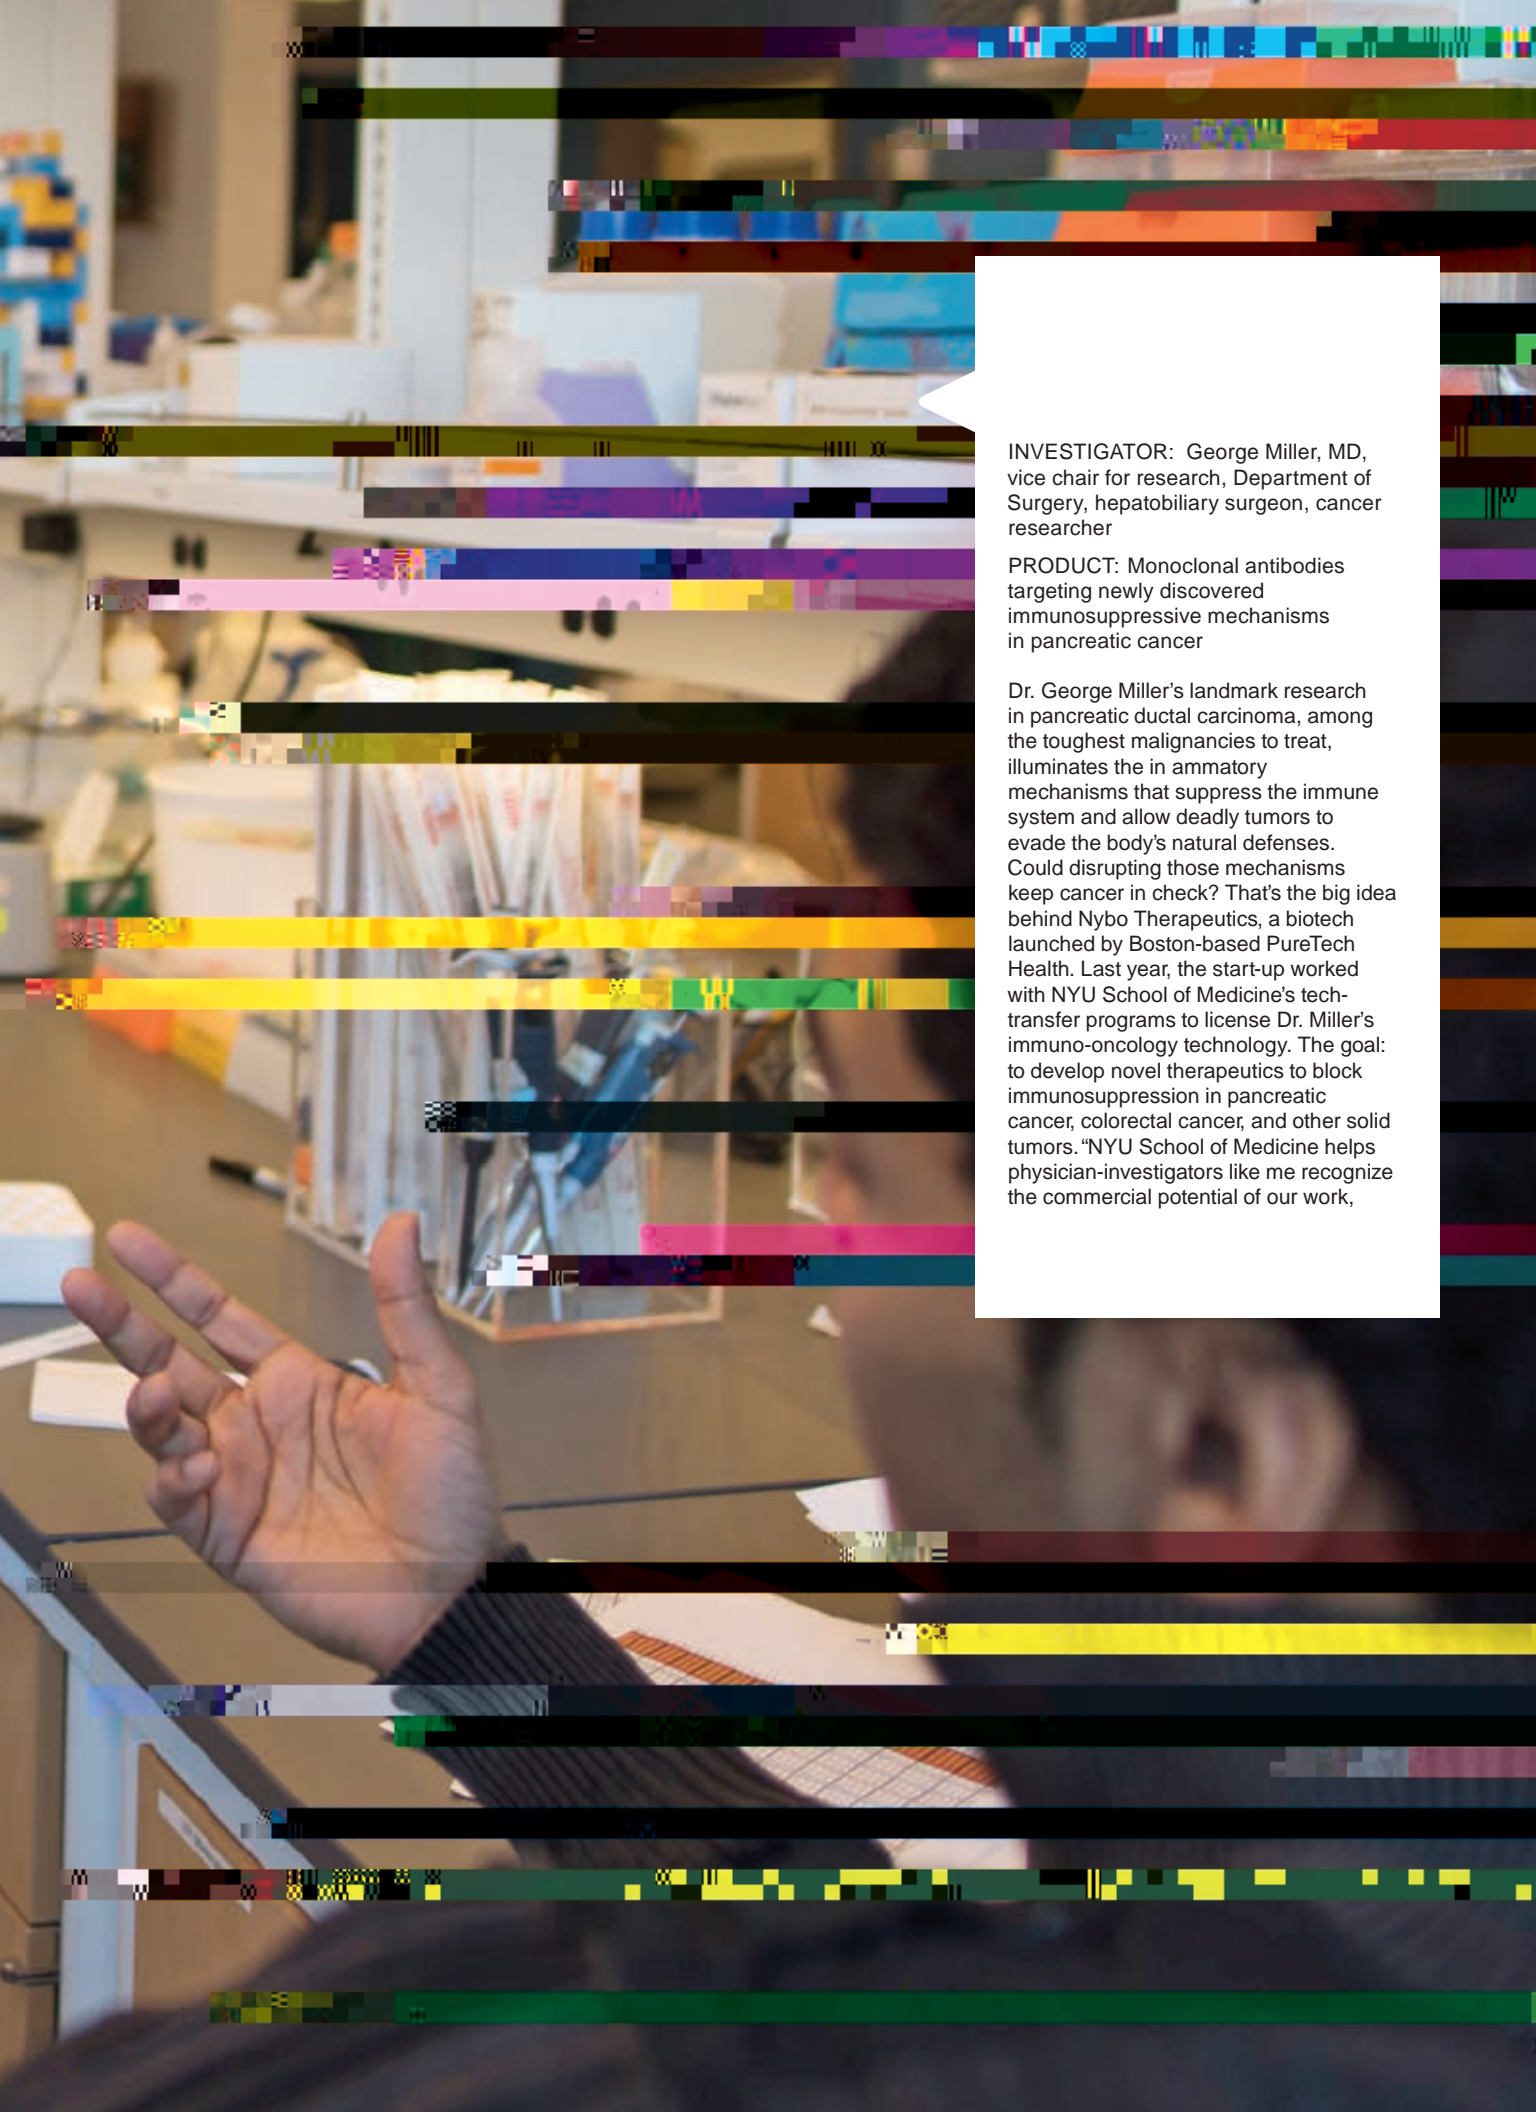 INVESTIGATOR: George Miller, MD,
vice chair for research, Department of
Surgery, hepatobiliary surgeon, cancer
researcher
PRODUCT: Monoclonal antibodies
targeting newly discovered
immunosuppressive mechanisms
in pancreatic cancer
Dr. George Miller’s landmark research
in pancreatic ductal carcinoma, among
the toughest malignancies to treat,
illuminates the in ammatory
mechanisms that suppress the immune
system and allow deadly tumors to
evade the body’s natural defenses.
Could disrupting those mechanisms
keep cancer in check? That’s the big idea
behind Nybo Therapeutics, a biotech
launched by Boston-based PureTech
Health. Last year, the start-up worked
with NYU School of Medicine’s tech-
transfer programs to license Dr. Miller’s
immuno-oncology technology. The goal:
to develop novel therapeutics to block
immunosuppression in pancreatic
cancer, colorectal cancer, and other solid
tumors. “NYU School of Medicine helps
physician-investigators like me recognize
the commercial potential of our work,